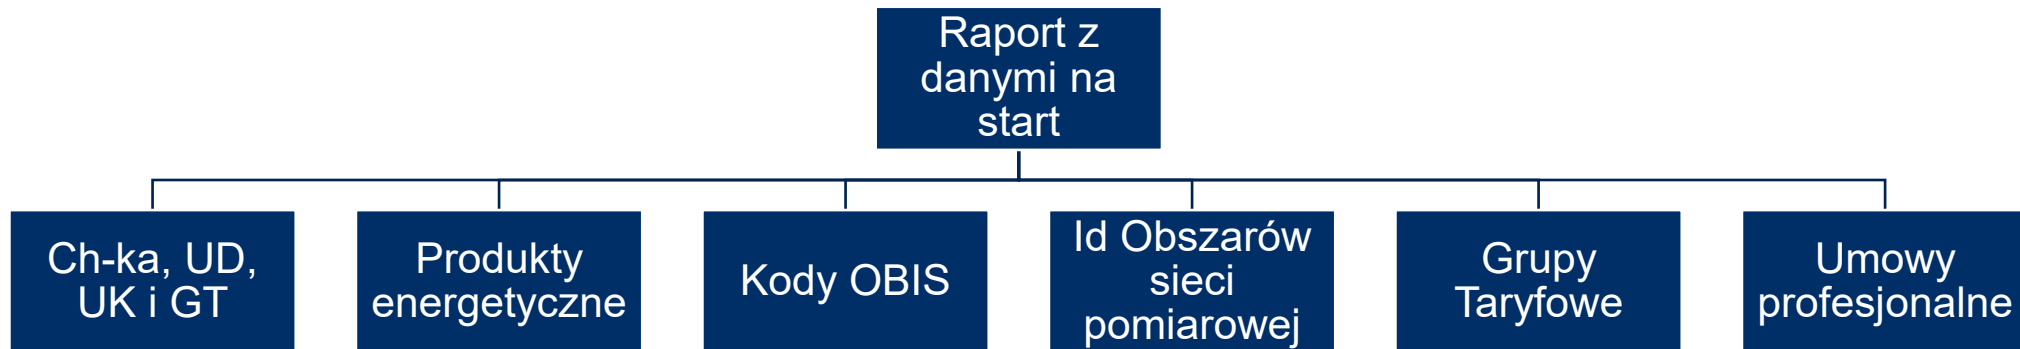 Raport z
danymi na
start
Ch-ka, UD,
UK i GT
Produkty
energetyczne
Kody OBIS
Id Obszarów
sieci
pomiarowej
Grupy
Taryfowe
Umowy
profesjonalne